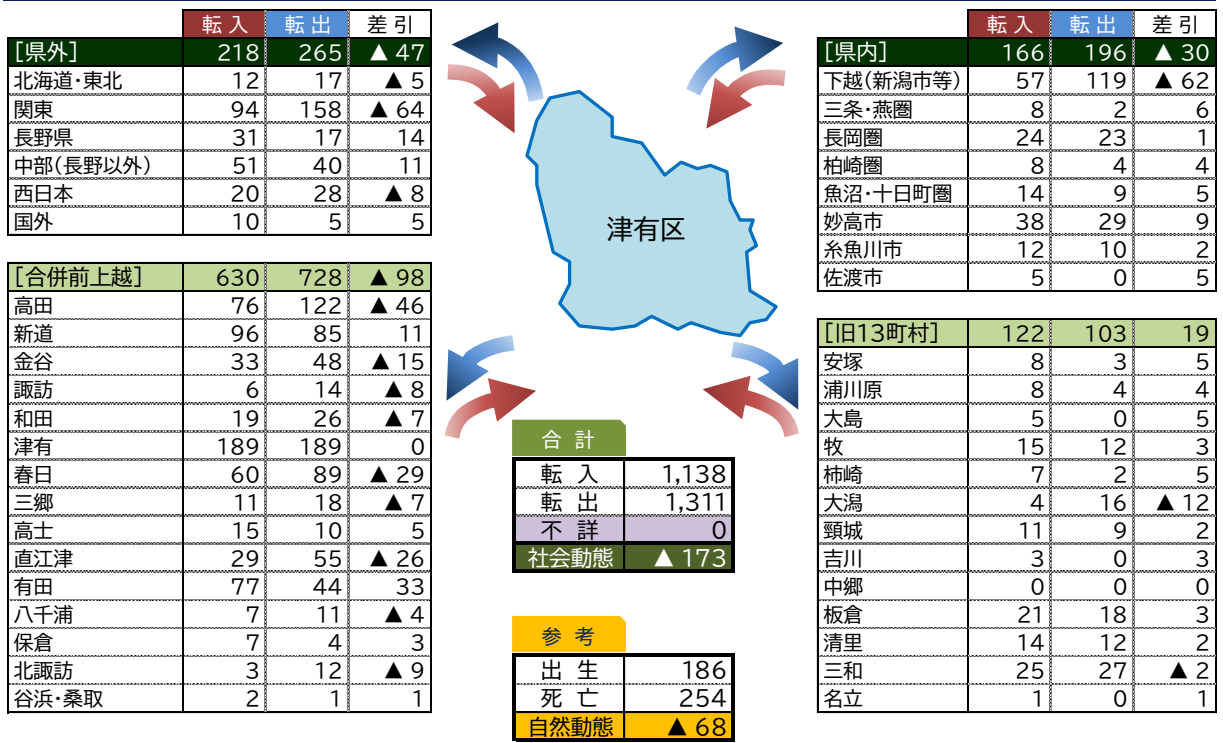 転入 転出 差引
[県外] 218 265 ▲ 47
北海道・東北 12 17 ▲ 5
関東 94 158 ▲ 64
長野県 31 17 14
中部(長野以外) 51 40 11
西日本 20 28 ▲ 8
国外 10 5 5
[合併前上越] 630 728 ▲ 98
高田 76 122 ▲ 46
新道 96 85 11
金谷 33 48 ▲ 15
諏訪 6 14 ▲ 8
和田 19 26 ▲ 7
津有 189 189 0
春日 60 89 ▲ 29
三郷 11 18 ▲ 7
高士 15 10 5
直江津 29 55 ▲ 26
有田 77 44 33
八千浦 7 11 ▲ 4
保倉 7 4 3
北諏訪 3 12 ▲ 9
谷浜・桑取 2 1 1
津有区
合計
転入 1,138
転出 1,311
不詳 0
社会動態 ▲ 173
参考
出生 186
死亡 254
自然動態 ▲ 68
転入 転出 差引
[県内] 166 196 ▲ 30
下越(新潟市等) 57 119 ▲ 62
三条・燕圏 8 2 6
長岡圏 24 23 1
柏崎圏 8 4 4
魚沼・十日町圏 14 9 5
妙高市 38 29 9
糸魚川市 12 10 2
佐渡市 5 0 5
[旧13町村] 122 103 19
安塚 8 3 5
浦川原 8 4 4
大島 5 0 5
牧 15 12 3
柿崎 7 2 5
大潟 4 16 ▲ 12
頸城 11 9 2
吉川 3 0 3
中郷 0 0 0
板倉 21 18 3
清里 14 12 2
三和 25 27 ▲ 2
名立 1 0 1